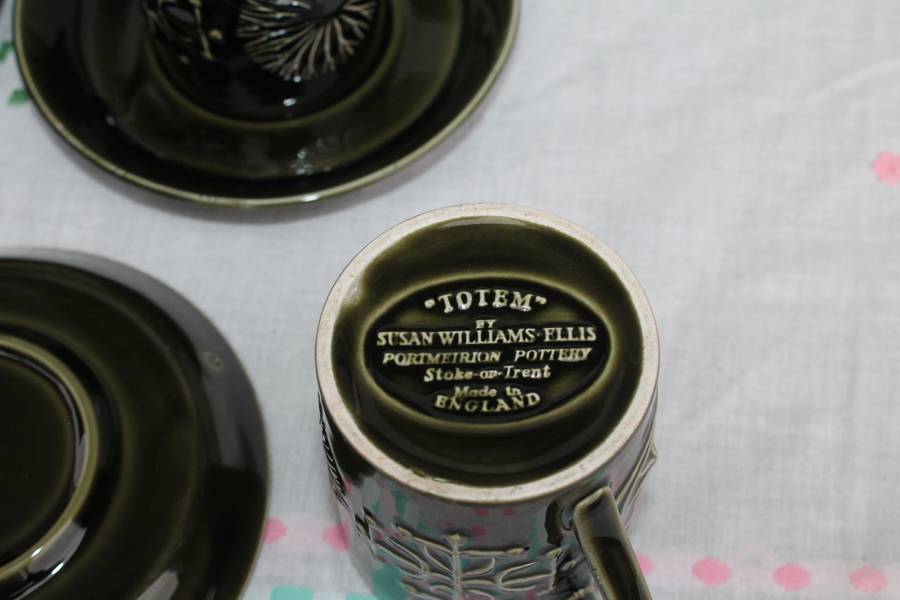 "TOTEM"
BY
SUSAN WILLIAMS-ELLIS
PORTMEIRION POTTERY
Stoke-on-Trent
Made in
ENGLAND